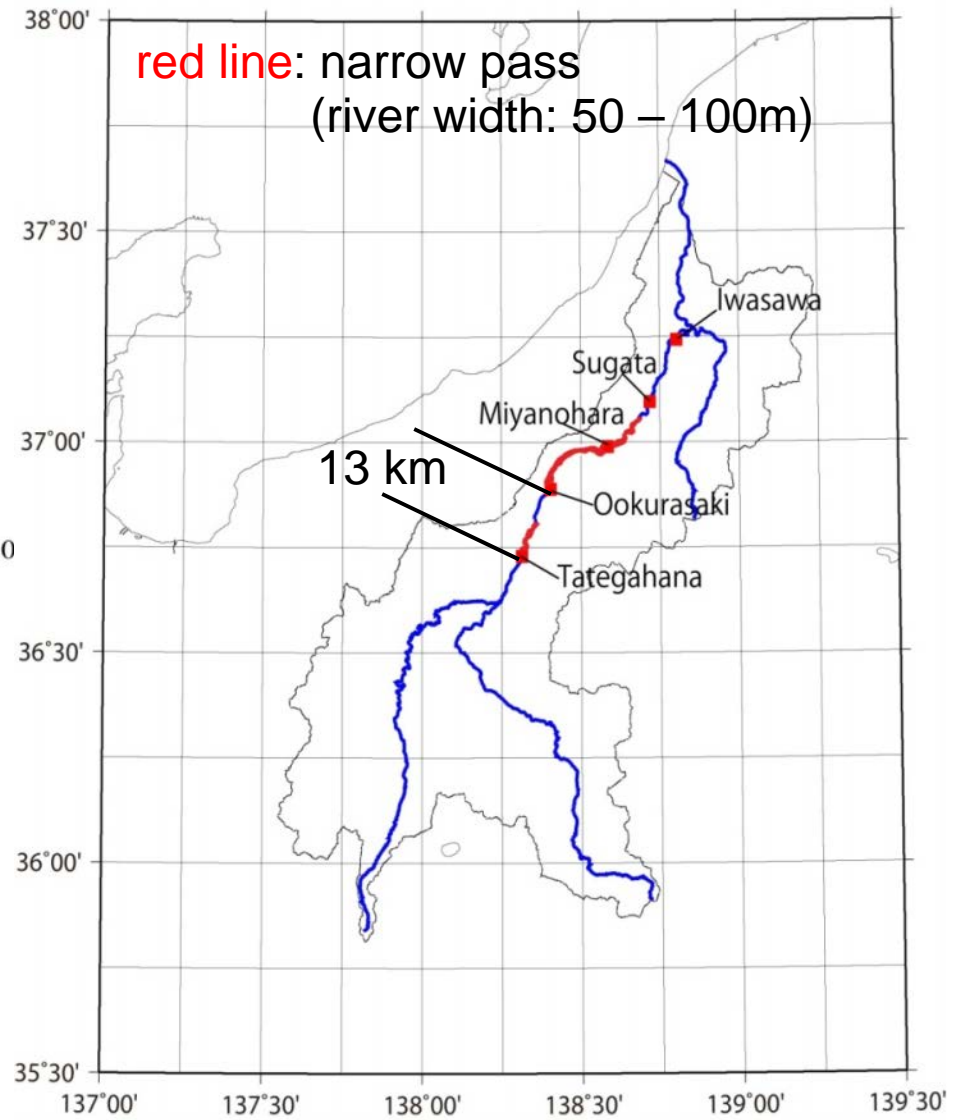 38°00'
red line: narrow pass
(river width: 50 – 100m)
37°30'
Iwasawa
Sugata
Miyanohara
37°00'
13 km
Ookurasaki
0
Tategahana
36°30'
36°00'
35°30'
137°00' 137°30' 138°00' 138°30' 139°00' 139°30'